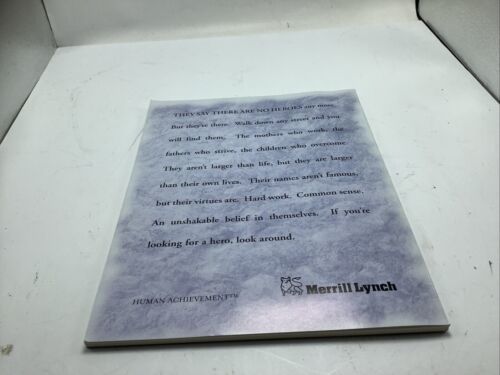 THEY SAY THERE ARE NO HEROES any more.
But they're there. Walk down any street and you
will find them. The mothers who work, the
fathers who strive, the children who overcome.
They aren't larger than life, but they are larger
than their own lives. Their names aren't famous,
but their virtues are. Hard work. Common sense.
An unshakable belief in themselves. If you're
looking for a hero, look around.
HUMAN ACHIEVEMENT™
Merrill Lynch